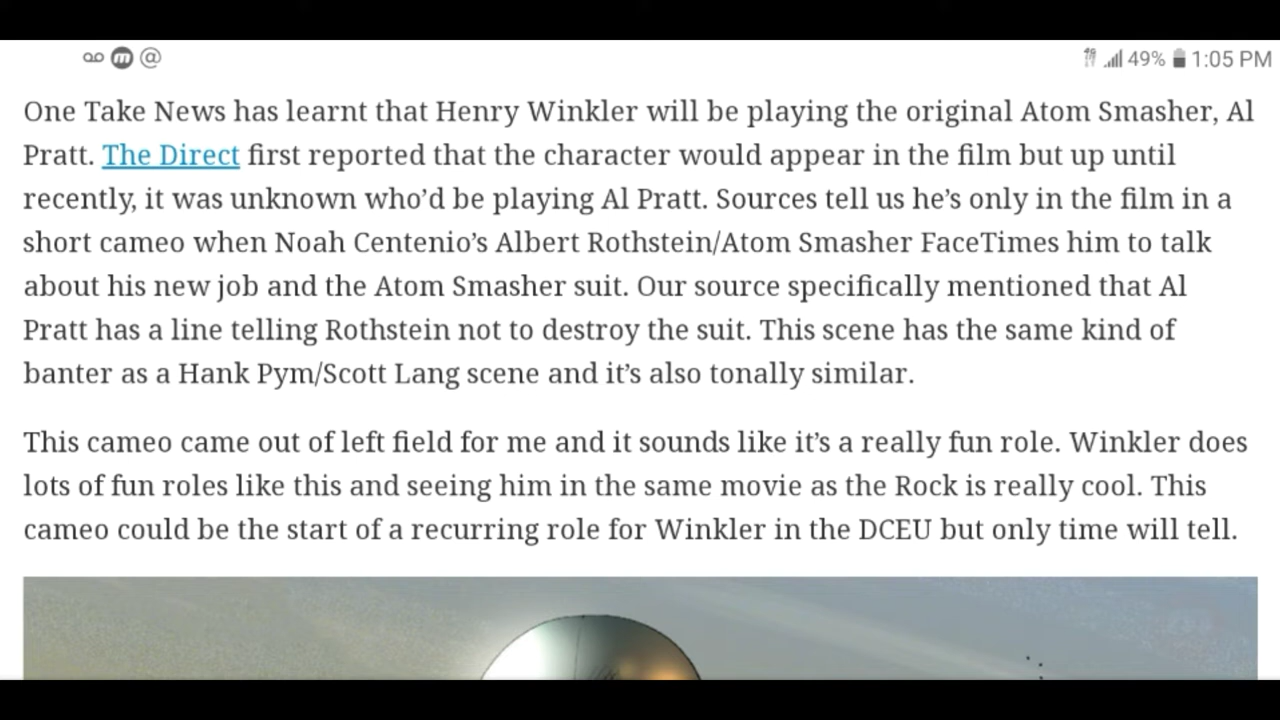 49% 1:05 PM
One Take News has learnt that Henry Winkler will be playing the original Atom Smasher, Al
Pratt. The Direct first reported that the character would appear in the film but up until
recently, it was unknown who’d be playing Al Pratt. Sources tell us he’s only in the film in a
short cameo when Noah Centenio’s Albert Rothstein/Atom Smasher FaceTimes him to talk
about his new job and the Atom Smasher suit. Our source specifically mentioned that Al
Pratt has a line telling Rothstein not to destroy the suit. This scene has the same kind of
banter as a Hank Pym/Scott Lang scene and it’s also tonally similar.
This cameo came out of left field for me and it sounds like it’s a really fun role. Winkler does
lots of fun roles like this and seeing him in the same movie as the Rock is really cool. This
cameo could be the start of a recurring role for Winkler in the DCEU but only time will tell.